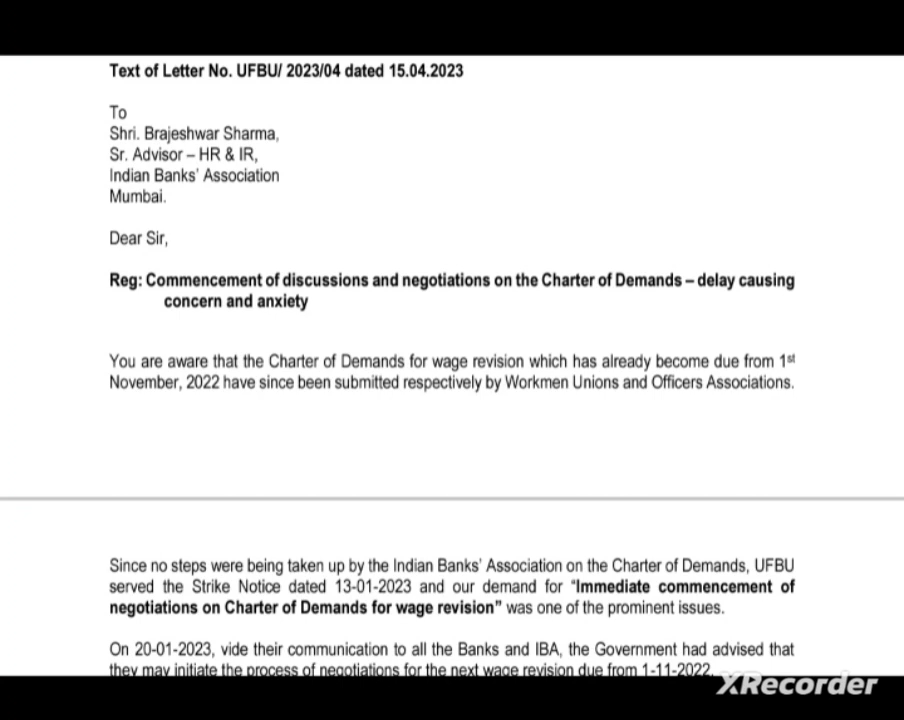 Text of Letter No. UFBU/ 2023/04 dated 15.04.2023
To
Shri. Brajeshwar Sharma,
Sr. Advisor – HR & IR,
Indian Banks' Association
Mumbai.
Dear Sir,
Reg: Commencement of discussions and negotiations on the Charter of Demands – delay causing
concern and anxiety
You are aware that the Charter of Demands for wage revision which has already become due from 1st
November, 2022 have since been submitted respectively by Workmen Unions and Officers Associations.
Since no steps were being taken up by the Indian Banks' Association on the Charter of Demands, UFBU
served the Strike Notice dated 13-01-2023 and our demand for "Immediate commencement of
negotiations on Charter of Demands for wage revision" was one of the prominent issues.
On 20-01-2023, vide their communication to all the Banks and IBA, the Government had advised that
they may initiate the process of negotiations for the next wage revision due from 1-11-2022.
XRecorder